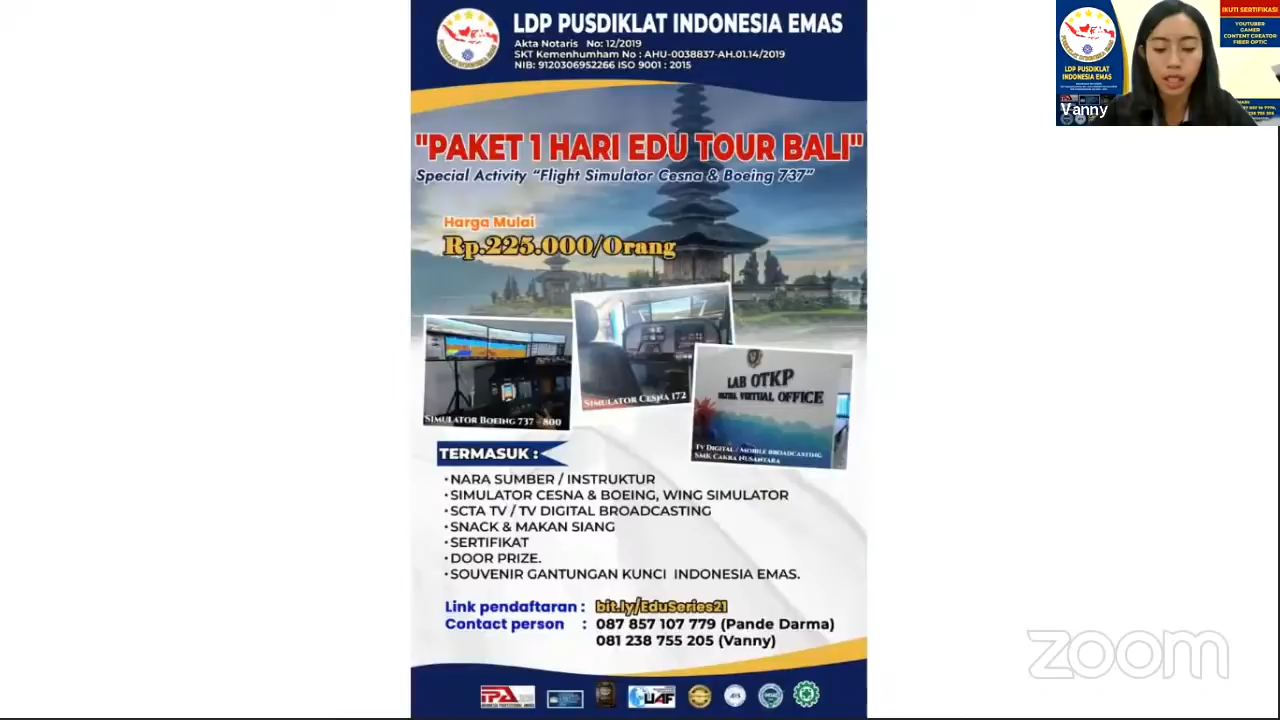 LDP PUSDIKLAT INDONESIA EMAS
Akta Notaris No: 12/2019
SKT Kemenhumham No : AHU-0038837-AH.01.14/2019
NIB: 9120306952266 ISO 9001 : 2015
"PAKET 1 HARI EDU TOUR BALI"
Special Activity "Flight Simulator Cesna & Boeing 737"
Harga Mulai
Rp.225.000/Orang
SIMULATOR BOEING 737 - 800
SIMULATOR CESNA 172
LAB OTKP
VIRTUAL OFFICE
TV DIGITAL / MOBILE BROADCASTING
SMK CAKRA NUSANTARA
TERMASUK :
• NARA SUMBER / INSTRUKTUR
• SIMULATOR CESNA & BOEING, WING SIMULATOR
• SCTA TV / TV DIGITAL BROADCASTING
• SNACK & MAKAN SIANG
• SERTIFIKAT
• DOOR PRIZE.
• SOUVENIR GANTUNGAN KUNCI INDONESIA EMAS.
Link pendaftaran : bit.ly/EduSeries21
Contact person : 087 857 107 779 (Pande Darma)
081 238 755 205 (Vanny)
IPA
UAF
LDP PUSDIKLAT
INDONESIA EMAS
IKUTI SERTIFIKASI
YOUTUBER
GAMER
CONTENT CREATOR
FIBER OPTIC
Vanny
zoom